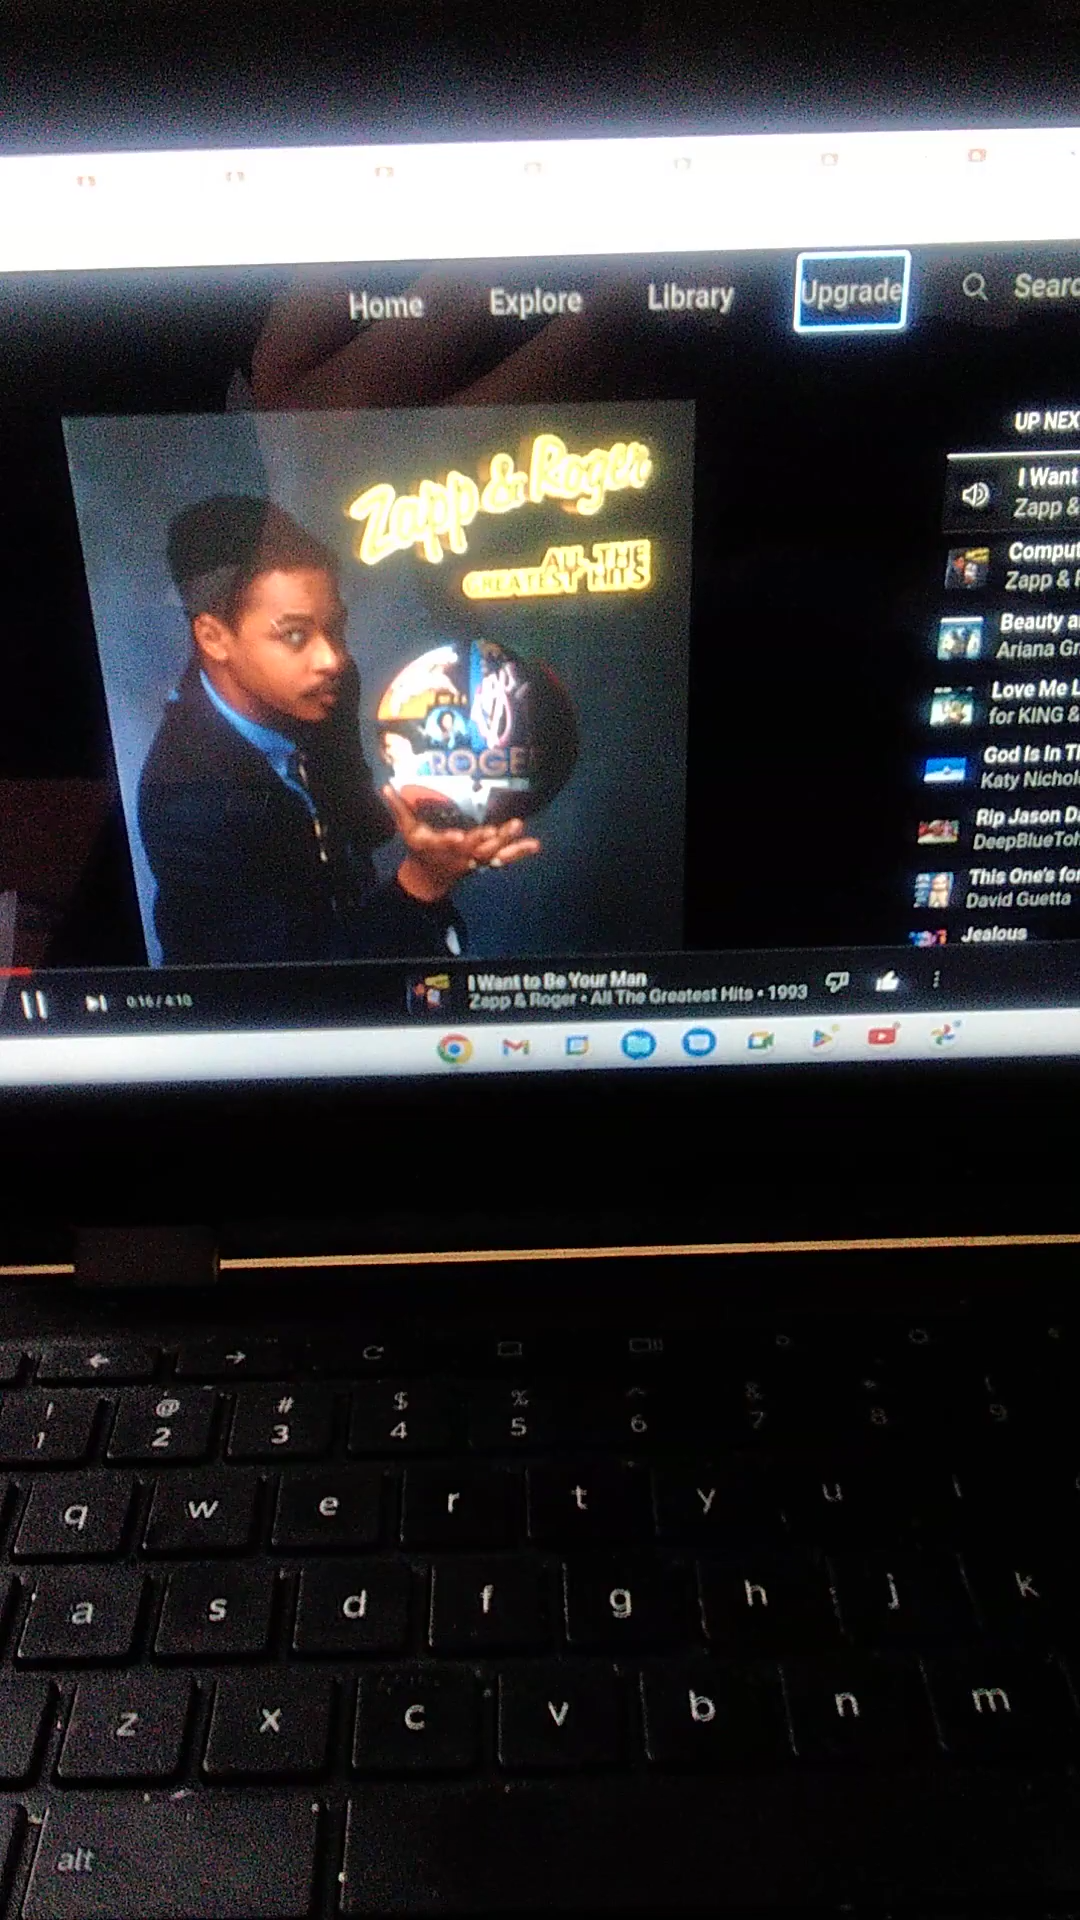 Home Explore Library Upgrade Searc
Zapp & Roger
ALL THE
GREATEST HITS
ROGE
UP NEX
I Want
Zapp &
Comput
Zapp & R
Beauty a
Ariana Gr
Love Me L
for KING &
God Is In Th
Katy Nichol
Rip Jason D
DeepBlueTo
This One's for
David Guetta
Jealous
0:16 / 4:10
I Want to Be Your Man
Zapp & Roger • All The Greatest Hits • 1993
! @ # $ % ^ & * (
1 2 3 4 5 6 7 8 9
q w e r t y u i
a s d f g h j k
z x c v b n m
alt